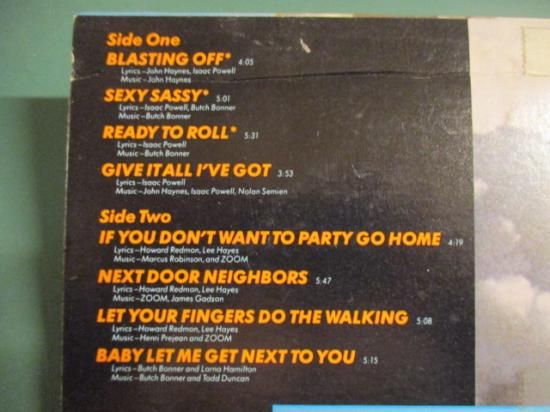 Side One
BLASTING OFF* 4:05
Lyrics—John Haynes, Isaac Powell
Music—John Haynes
SEXY SASSY* 5:01
Lyrics—Isaac Powell, Butch Bonner
Music—Butch Bonner
READY TO ROLL* 5:31
Lyrics—Isaac Powell
Music—Butch Bonner
GIVE IT ALL I'VE GOT 3:53
Lyrics—Isaac Powell
Music—John Haynes, Isaac Powell, Nolan Semien
Side Two
IF YOU DON'T WANT TO PARTY GO HOME 4:19
Lyrics—Howard Redmon, Lee Hayes
Music—Marcus Robinson, and ZOOM
NEXT DOOR NEIGHBORS 5:47
Lyrics—Howard Redmon, Lee Hayes
Music—ZOOM, James Gadson
LET YOUR FINGERS DO THE WALKING 5:08
Lyrics—Howard Redmon, Lee Hayes
Music—Henri Prejean and ZOOM
BABY LET ME GET NEXT TO YOU 5:15
Lyrics—Butch Bonner and Lorna Hamilton
Music—Butch Bonner and Todd Duncan